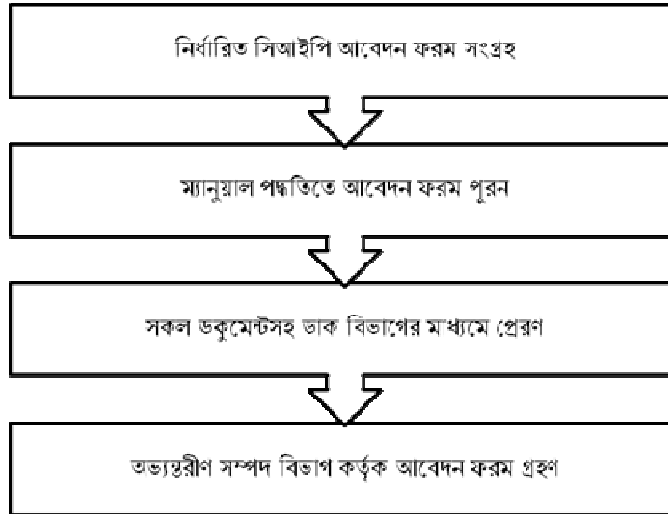 নির্ধারিত সিআইপি আবেদন ফরম সংগ্রহ
ম্যানুয়াল পদ্ধতিতে আবেদন ফরম পূরন
সকল ডকুমেন্টসহ ডাক বিভাগের মাধ্যমে প্রেরণ
অভ্যন্তরীণ সম্পদ বিভাগ কর্তৃক আবেদন ফরম গ্রহণ